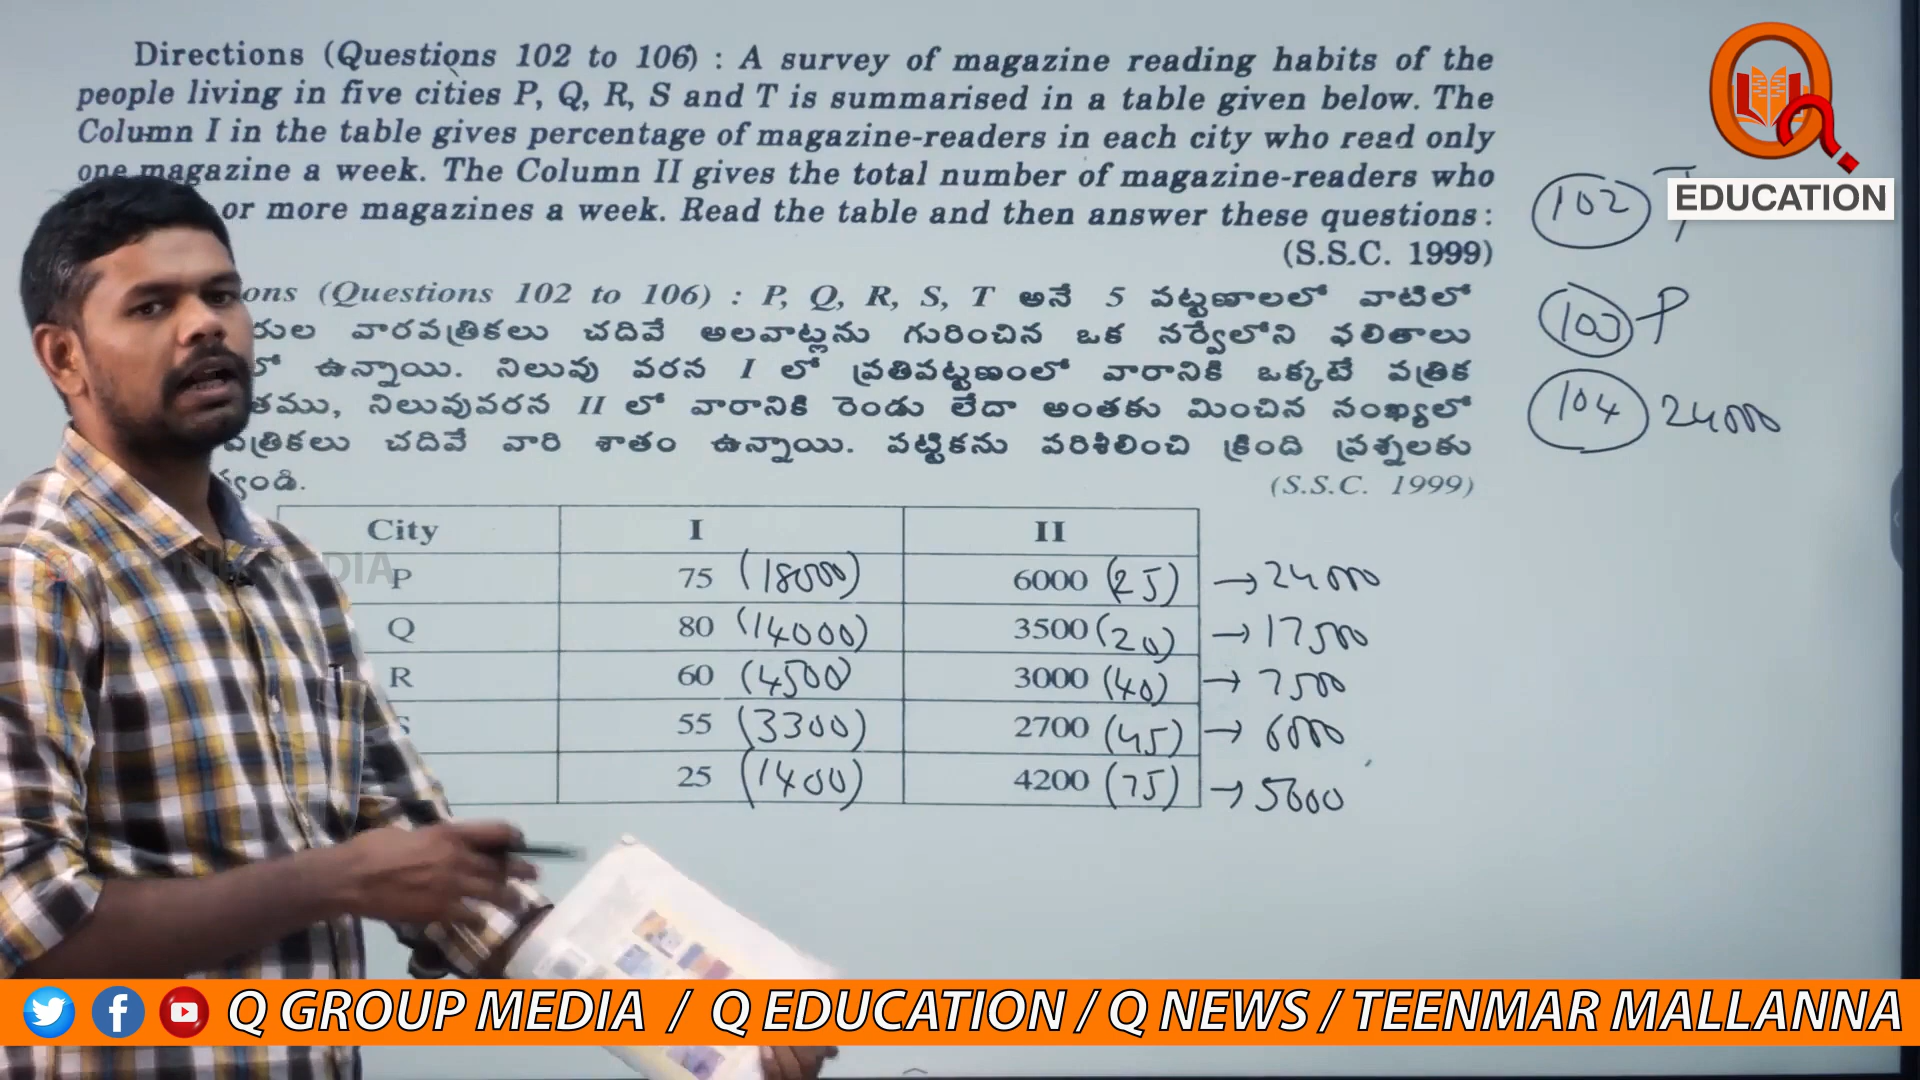 Directions (Questions 102 to 106) : A survey of magazine reading habits of the
people living in five cities P, Q, R, S and T is summarised in a table given below. The
Column I in the table gives percentage of magazine-readers in each city who read only
one magazine a week. The Column II gives the total number of magazine-readers who
or more magazines a week. Read the table and then answer these questions :
(S.S.C. 1999)
ons (Questions 102 to 106) : P, Q, R, S, T అనే 5 పట్టణాలలో వాటిలో
రుల వారపత్రికలు చదివే అలవాట్లను గురించిన ఒక సర్వేలోని ఫలితాలు
లో ఉన్నాయి. నిలువు వరస I లో ప్రతిపట్టణంలో వారానికి ఒక్కటే పత్రిక
తము, నిలువువరస II లో వారానికి రెండు లేదా అంతకు మించిన సంఖ్యలో
పత్రికలు చదివే వారి శాతం ఉన్నాయి. పట్టికను పరిశీలించి క్రింది ప్రశ్నలకు
వ్వండి.
(S.S.C. 1999)
City I II
P 75 (18000) 6000 (25) → 24000
Q 80 (14000) 3500 (20) → 17500
R 60 (4500) 3000 (40) → 7500
S 55 (3300) 2700 (45) → 6000
25 (1400) 4200 (75) → 5600
102 T
103 P
104 24000
Q
EDUCATION
Q GROUP MEDIA / Q EDUCATION / Q NEWS / TEENMAR MALLANNA